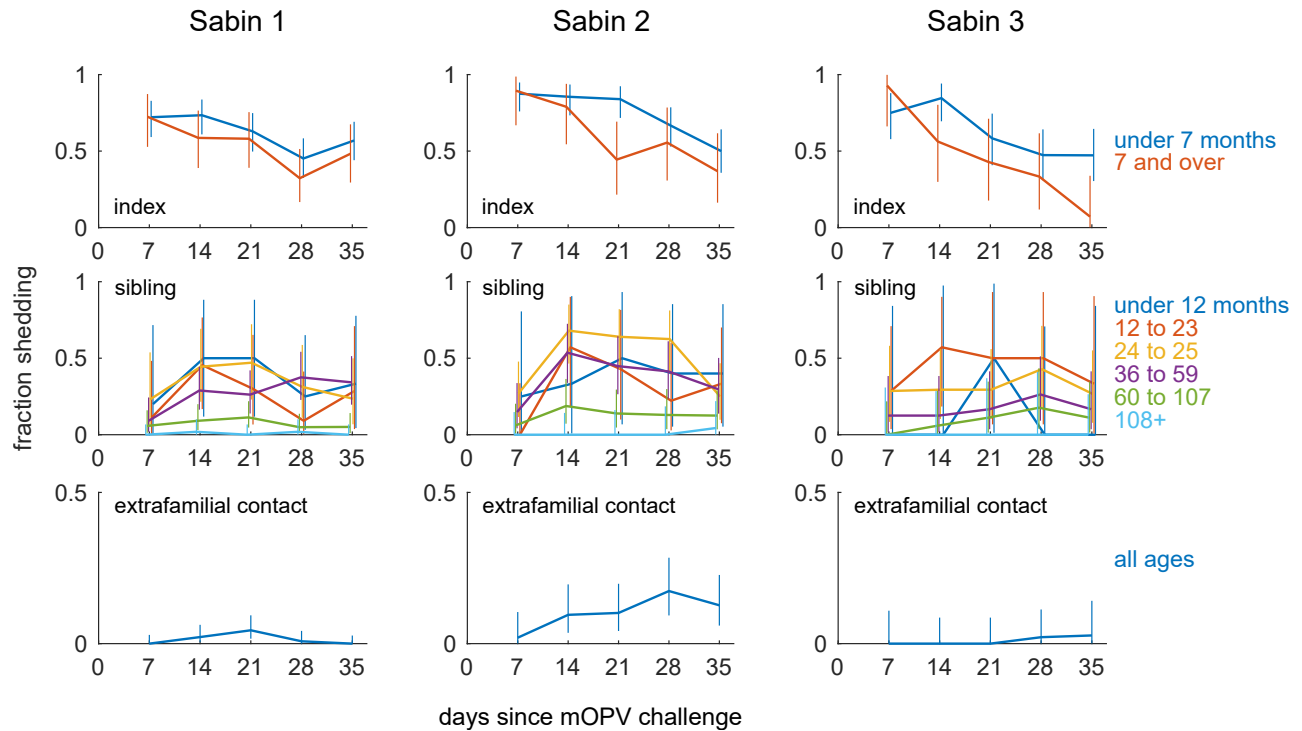 Sabin 1 Sabin 2 Sabin 3
fraction shedding
1 1 1
0.5 0.5 0.5
index index index
0 0 0
0 7 14 21 28 35 0 7 14 21 28 35 0 7 14 21 28 35
under 7 months
7 and over
1 1 1
sibling sibling sibling
0.5 0.5 0.5
0 0 0
0 7 14 21 28 35 0 7 14 21 28 35 0 7 14 21 28 35
under 12 months
12 to 23
24 to 25
36 to 59
60 to 107
108+
0.5 0.5 0.5
extrafamilial contact extrafamilial contact extrafamilial contact
0 0 0
0 7 14 21 28 35 0 7 14 21 28 35 0 7 14 21 28 35
all ages
days since mOPV challenge